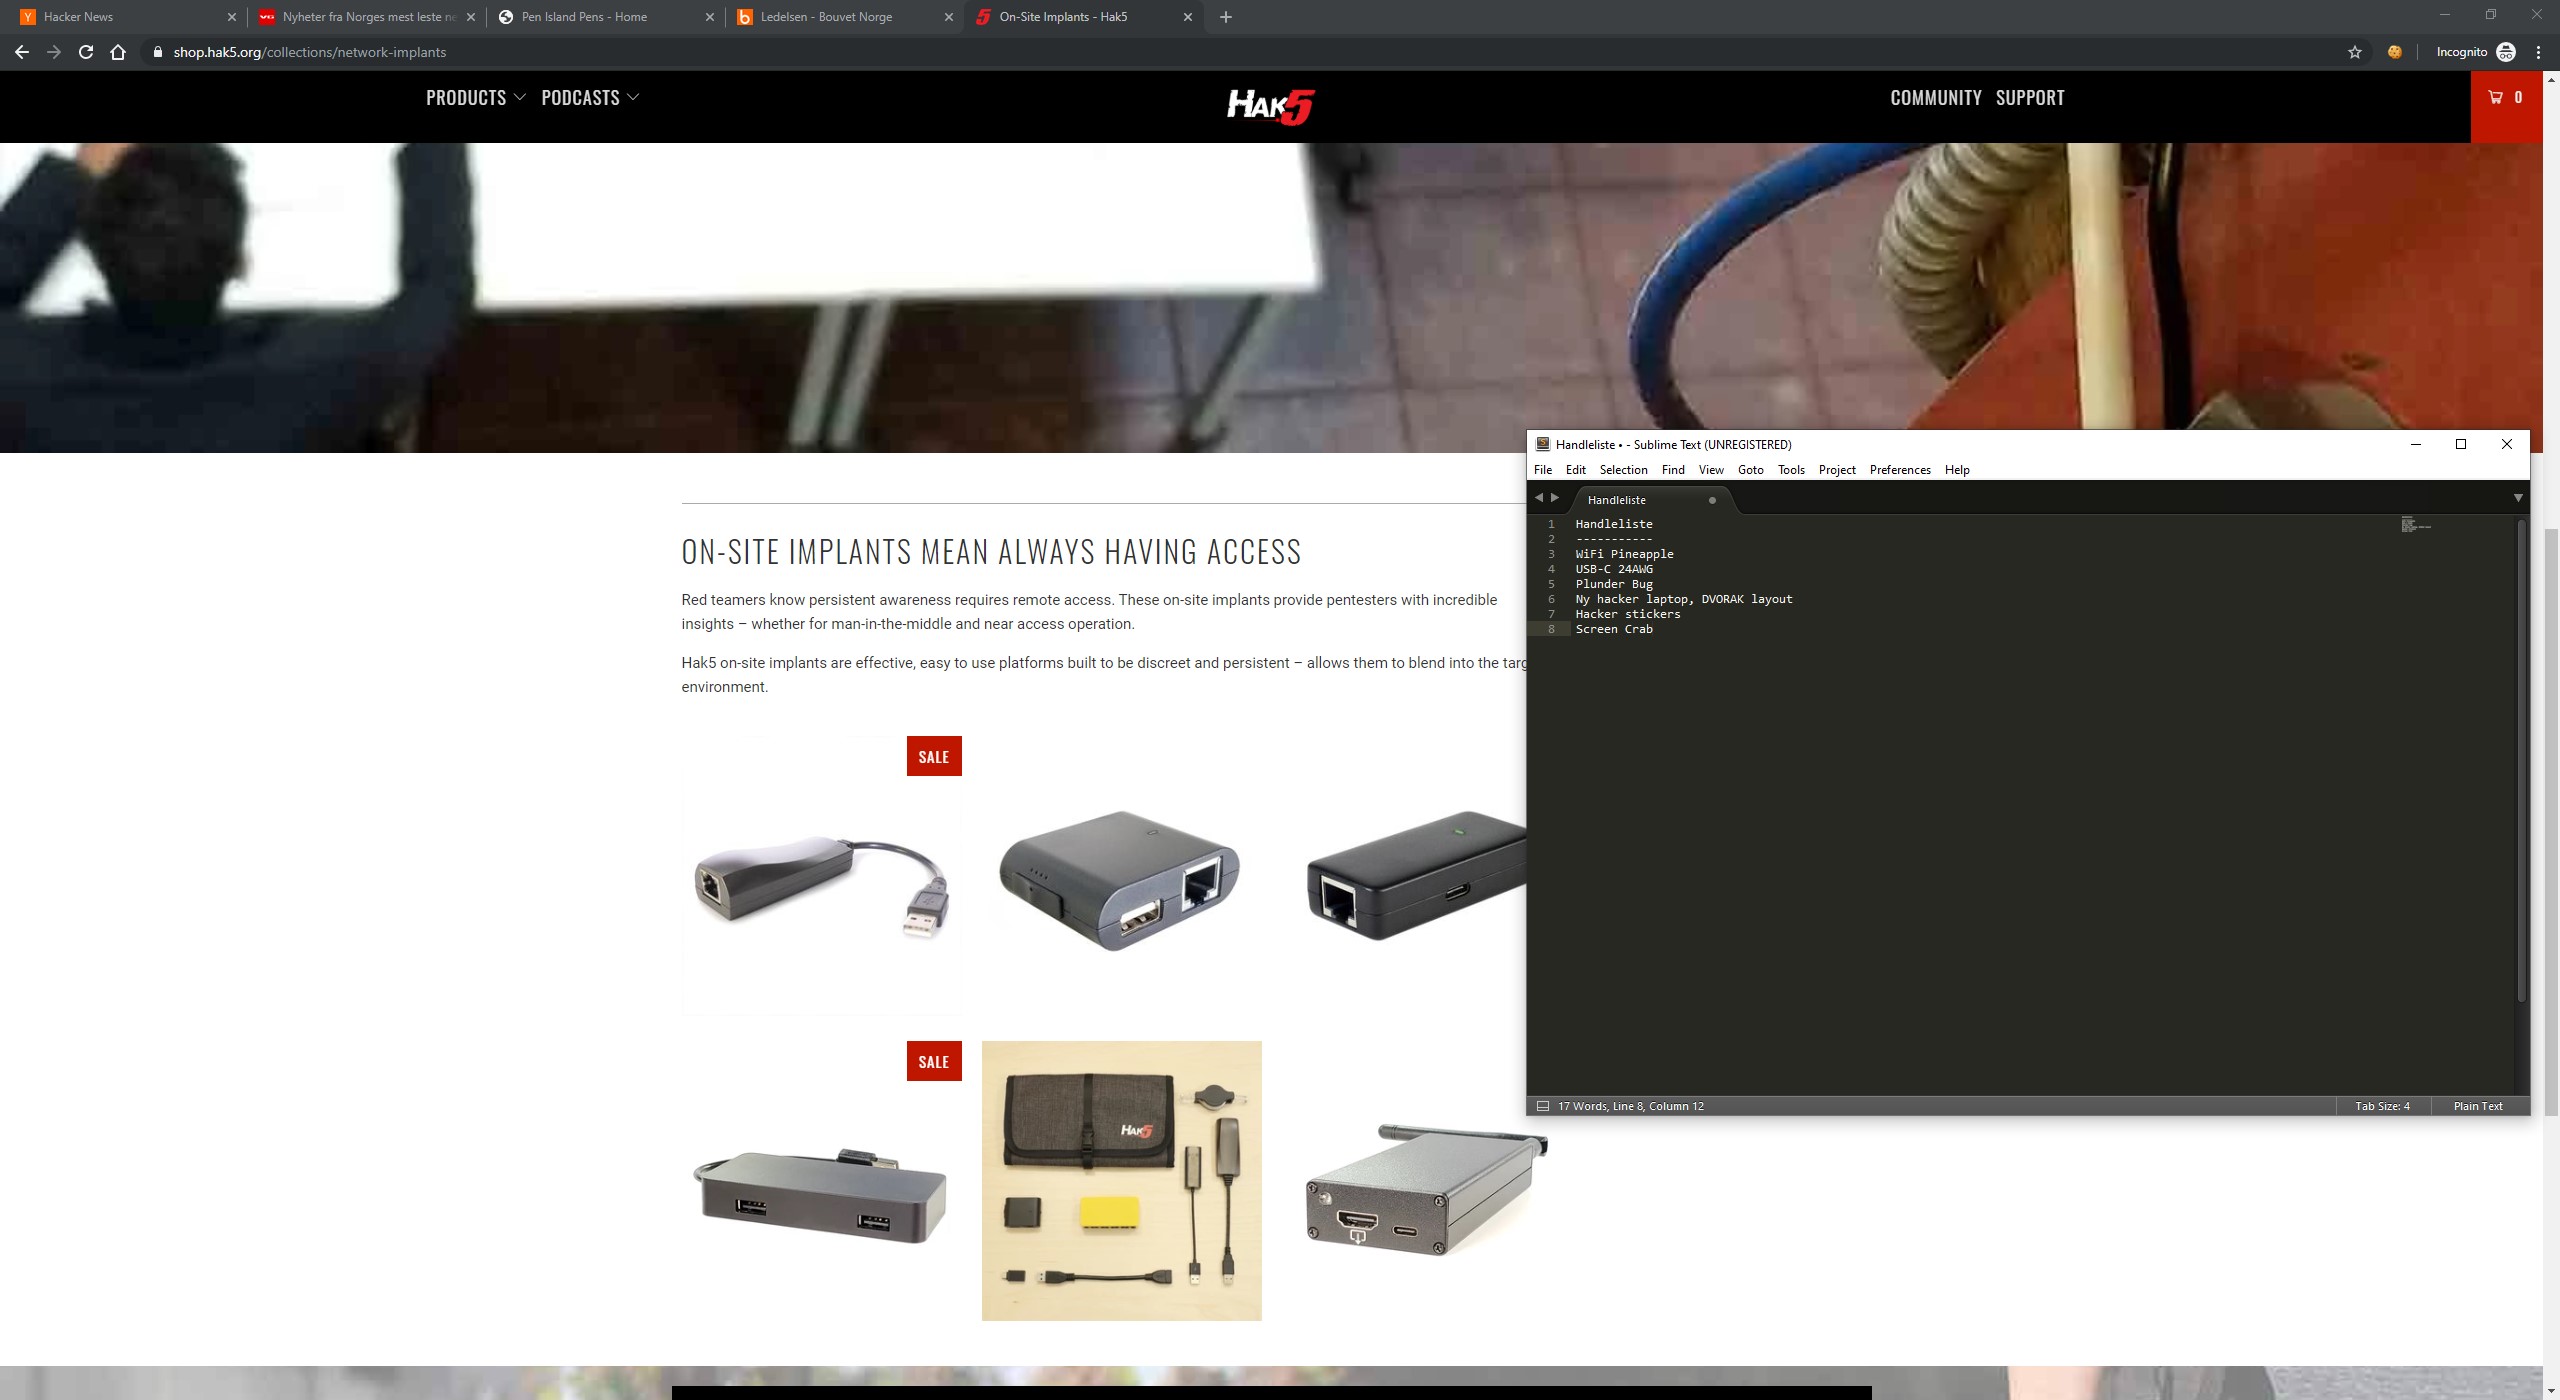 Hacker News
Nyheter fra Norges mest leste ne
Pen Island Pens - Home
Ledelsen - Bouvet Norge
On-Site Implants - Hak5
shop.hak5.org/collections/network-implants
Incognito
PRODUCTS
PODCASTS
HAK5
COMMUNITY
SUPPORT
0
ON-SITE IMPLANTS MEAN ALWAYS HAVING ACCESS
Red teamers know persistent awareness requires remote access. These on-site implants provide pentesters with incredible
insights – whether for man-in-the-middle and near access operation.
Hak5 on-site implants are effective, easy to use platforms built to be discreet and persistent – allows them to blend into the targ
environment.
SALE
SALE
HAK5
Handleliste • - Sublime Text (UNREGISTERED)
File Edit Selection Find View Goto Tools Project Preferences Help
Handleliste
1 Handleliste
2 -----------
3 WiFi Pineapple
4 USB-C 24AWG
5 Plunder Bug
6 Ny hacker laptop, DVORAK layout
7 Hacker stickers
8 Screen Crab
17 Words, Line 8, Column 12
Tab Size: 4
Plain Text